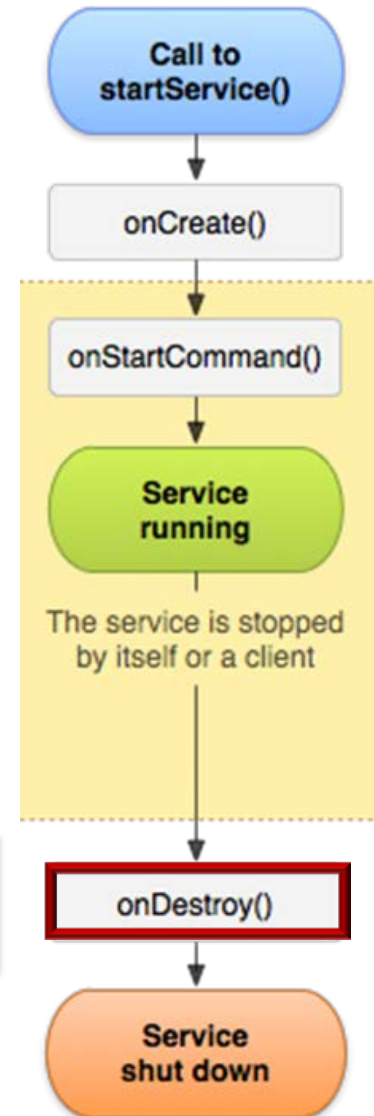 Call to
startService()
onCreate()
onStartCommand()
Service
running
The service is stopped
by itself or a client
onDestroy()
Service
shut down